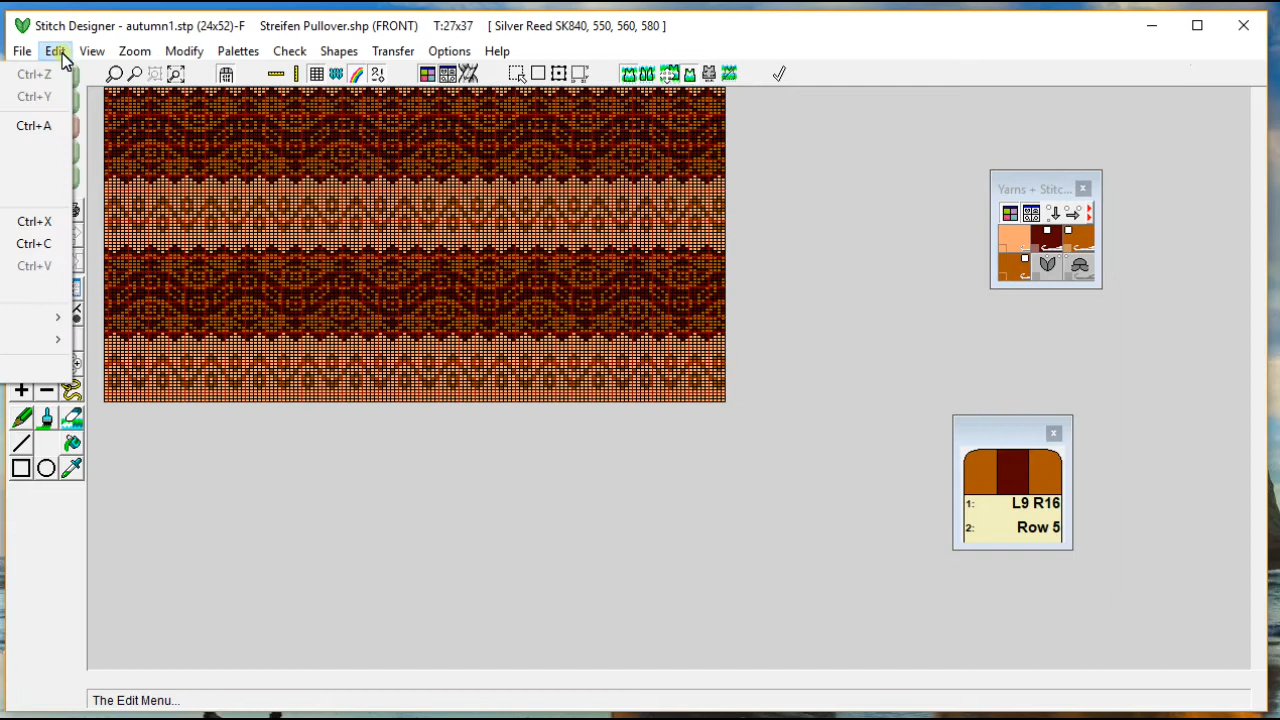 Stitch Designer - autumn1.stp (24x52)-F Streifen Pullover.shp (FRONT) T:27x37 [ Silver Reed SK840, 550, 560, 580 ]
File Edit View Zoom Modify Palettes Check Shapes Transfer Options Help
Ctrl+Z
Ctrl+Y
Ctrl+A
Ctrl+X
Ctrl+C
Ctrl+V
Yarns + Stitc...
1: L9 R16
2: Row 5
The Edit Menu...